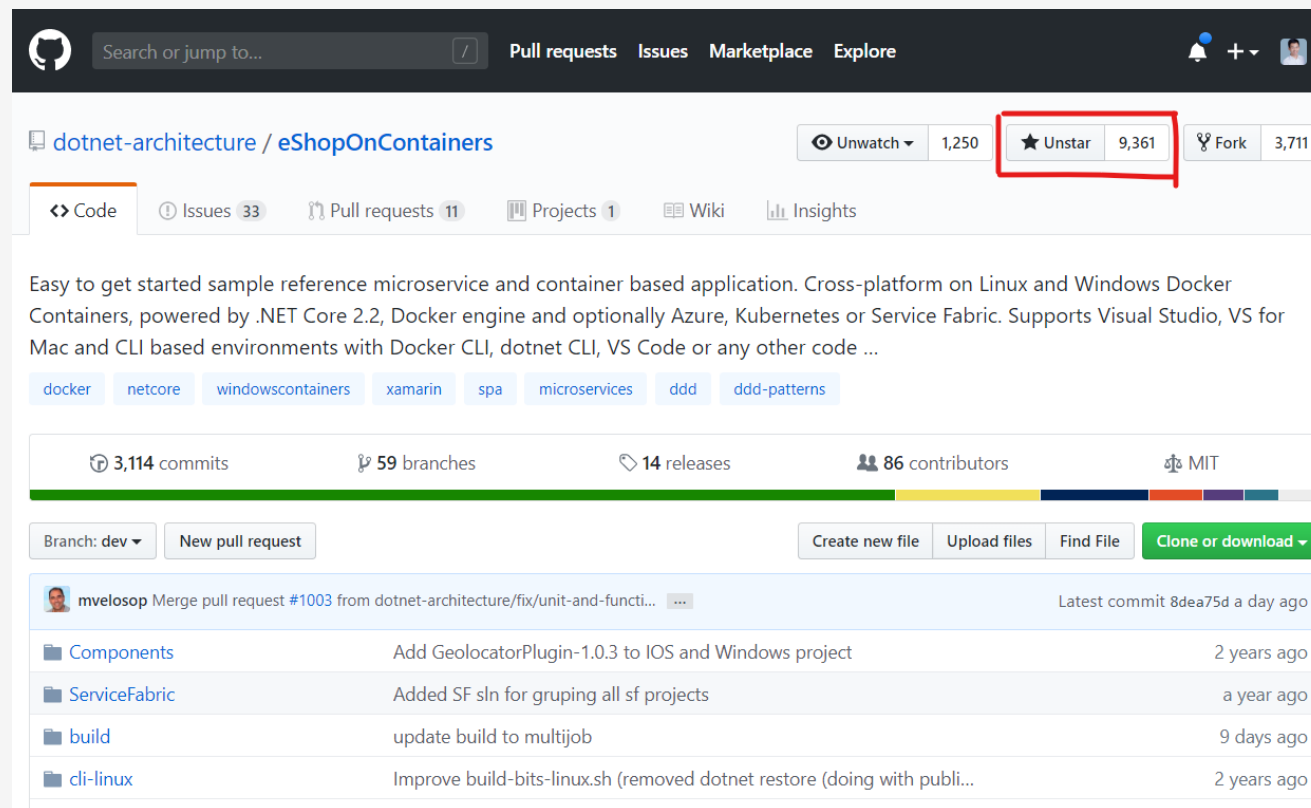 Search or jump to... / Pull requests Issues Marketplace Explore
dotnet-architecture / eShopOnContainers Unwatch 1,250 Unstar 9,361 Fork 3,711
Code Issues 33 Pull requests 11 Projects 1 Wiki Insights
Easy to get started sample reference microservice and container based application. Cross-platform on Linux and Windows Docker
Containers, powered by .NET Core 2.2, Docker engine and optionally Azure, Kubernetes or Service Fabric. Supports Visual Studio, VS for
Mac and CLI based environments with Docker CLI, dotnet CLI, VS Code or any other code ...
docker netcore windowscontainers xamarin spa microservices ddd ddd-patterns
3,114 commits 59 branches 14 releases 86 contributors MIT
Branch: dev New pull request Create new file Upload files Find File Clone or download
mvelosop Merge pull request #1003 from dotnet-architecture/fix/unit-and-functi... ... Latest commit 8dea75d a day ago
Components Add GeolocatorPlugin-1.0.3 to IOS and Windows project 2 years ago
ServiceFabric Added SF sln for gruping all sf projects a year ago
build update build to multijob 9 days ago
cli-linux Improve build-bits-linux.sh (removed dotnet restore (doing with publi... 2 years ago